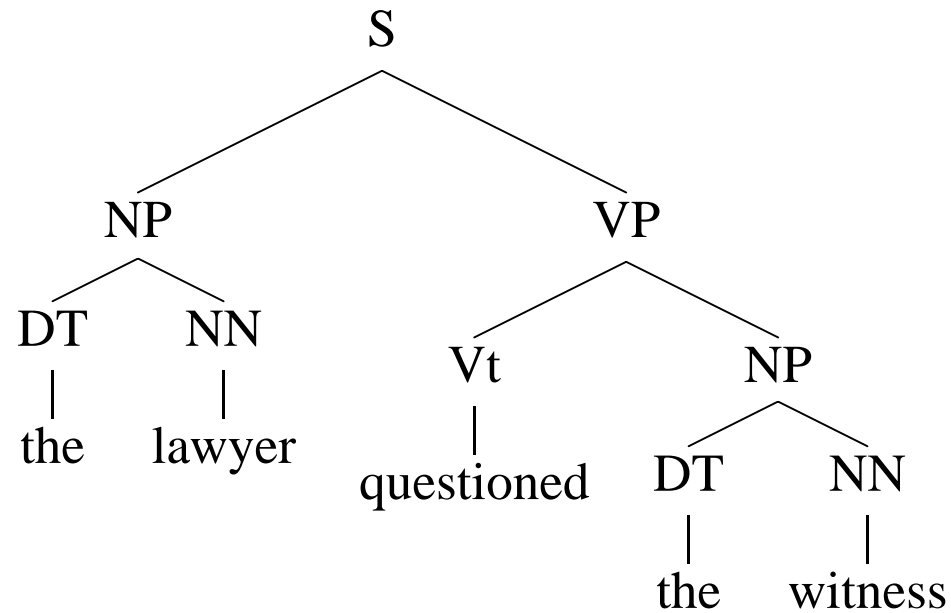 S
NP VP
DT NN
Vt NP
the lawyer
questioned DT NN
the witness